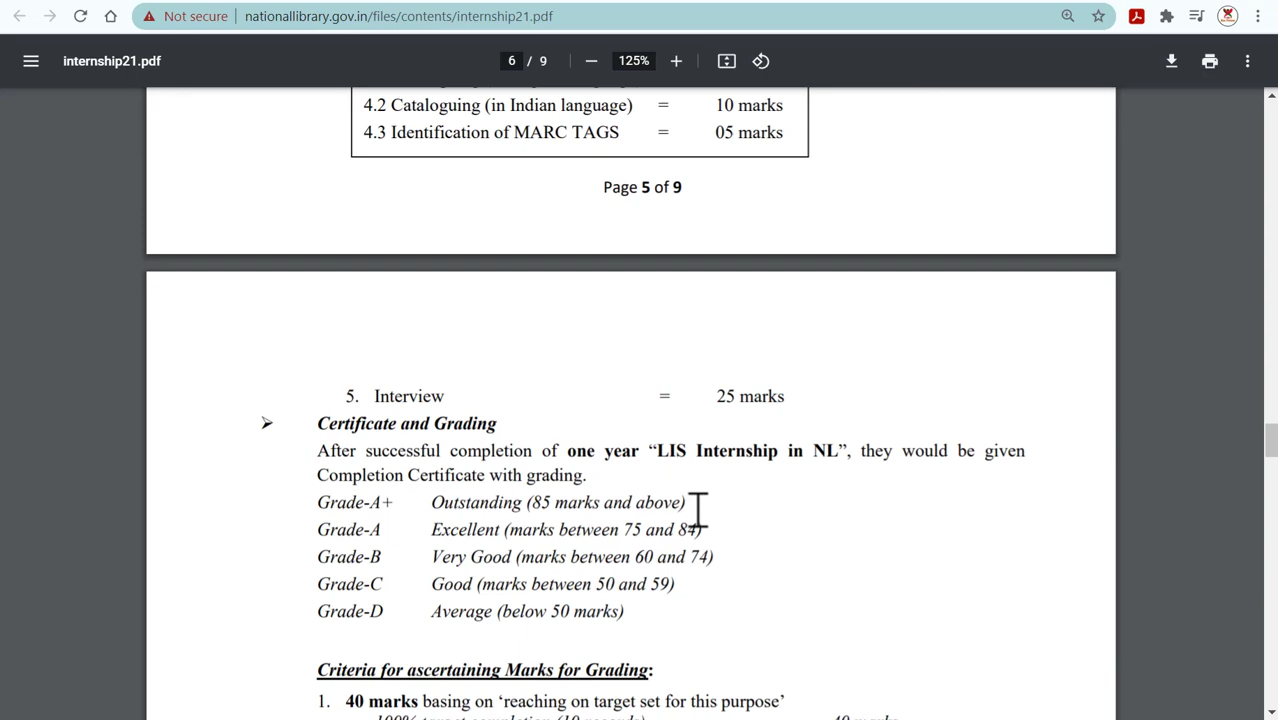 Not secure
nationallibrary.gov.in/files/contents/internship21.pdf
internship21.pdf
6 / 9
125%
4.2 Cataloguing (in Indian language) = 10 marks
4.3 Identification of MARC TAGS = 05 marks
Page 5 of 9
5. Interview = 25 marks
➢ Certificate and Grading
After successful completion of one year “LIS Internship in NL”, they would be given
Completion Certificate with grading.
Grade-A+ Outstanding (85 marks and above)
Grade-A Excellent (marks between 75 and 84)
Grade-B Very Good (marks between 60 and 74)
Grade-C Good (marks between 50 and 59)
Grade-D Average (below 50 marks)
Criteria for ascertaining Marks for Grading:
1. 40 marks basing on ‘reaching on target set for this purpose’
100% target completion (10 records) 40 marks